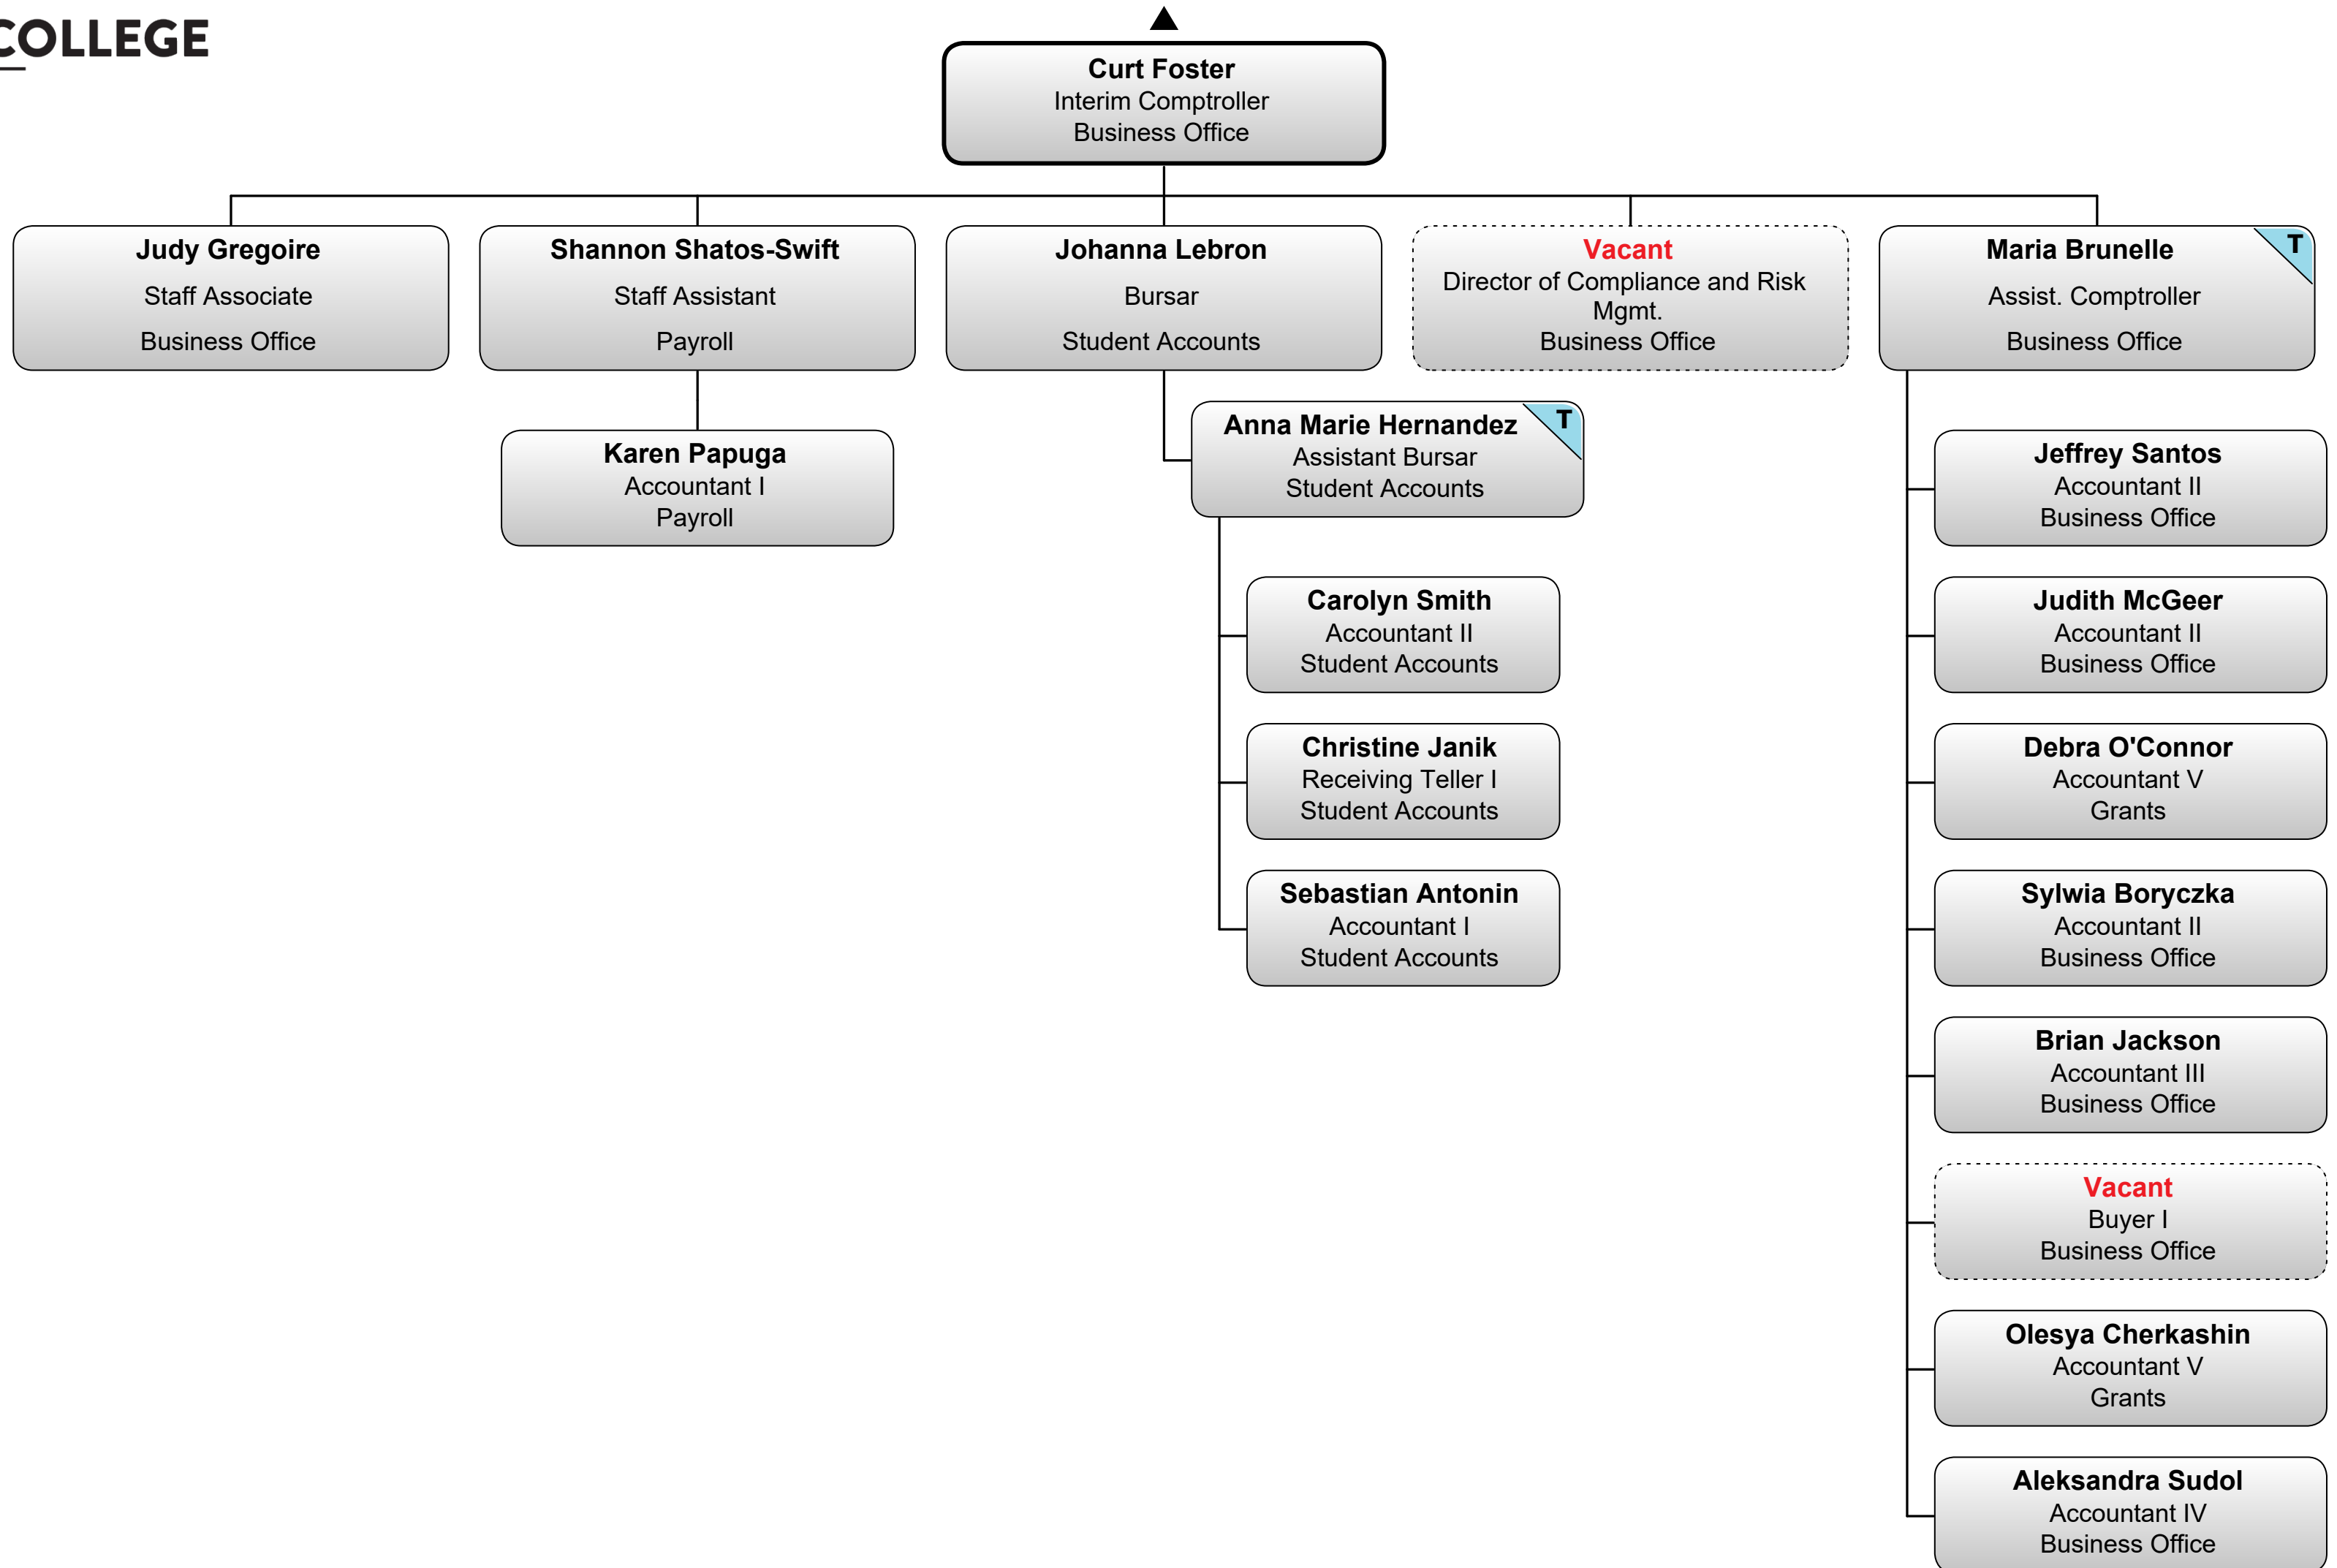 COLLEGE
Curt Foster
Interim Comptroller
Business Office
Judy Gregoire
Staff Associate
Business Office
Shannon Shatos-Swift
Staff Assistant
Payroll
Johanna Lebron
Bursar
Student Accounts
Vacant
Director of Compliance and Risk
Mgmt.
Business Office
Maria Brunelle
T
Assist. Comptroller
Business Office
Karen Papuga
Accountant I
Payroll
Anna Marie Hernandez
T
Assistant Bursar
Student Accounts
Carolyn Smith
Accountant II
Student Accounts
Christine Janik
Receiving Teller I
Student Accounts
Sebastian Antonin
Accountant I
Student Accounts
Jeffrey Santos
Accountant II
Business Office
Judith McGeer
Accountant II
Business Office
Debra O'Connor
Accountant V
Grants
Sylwia Boryczka
Accountant II
Business Office
Brian Jackson
Accountant III
Business Office
Vacant
Buyer I
Business Office
Olesya Cherkashin
Accountant V
Grants
Aleksandra Sudol
Accountant IV
Business Office